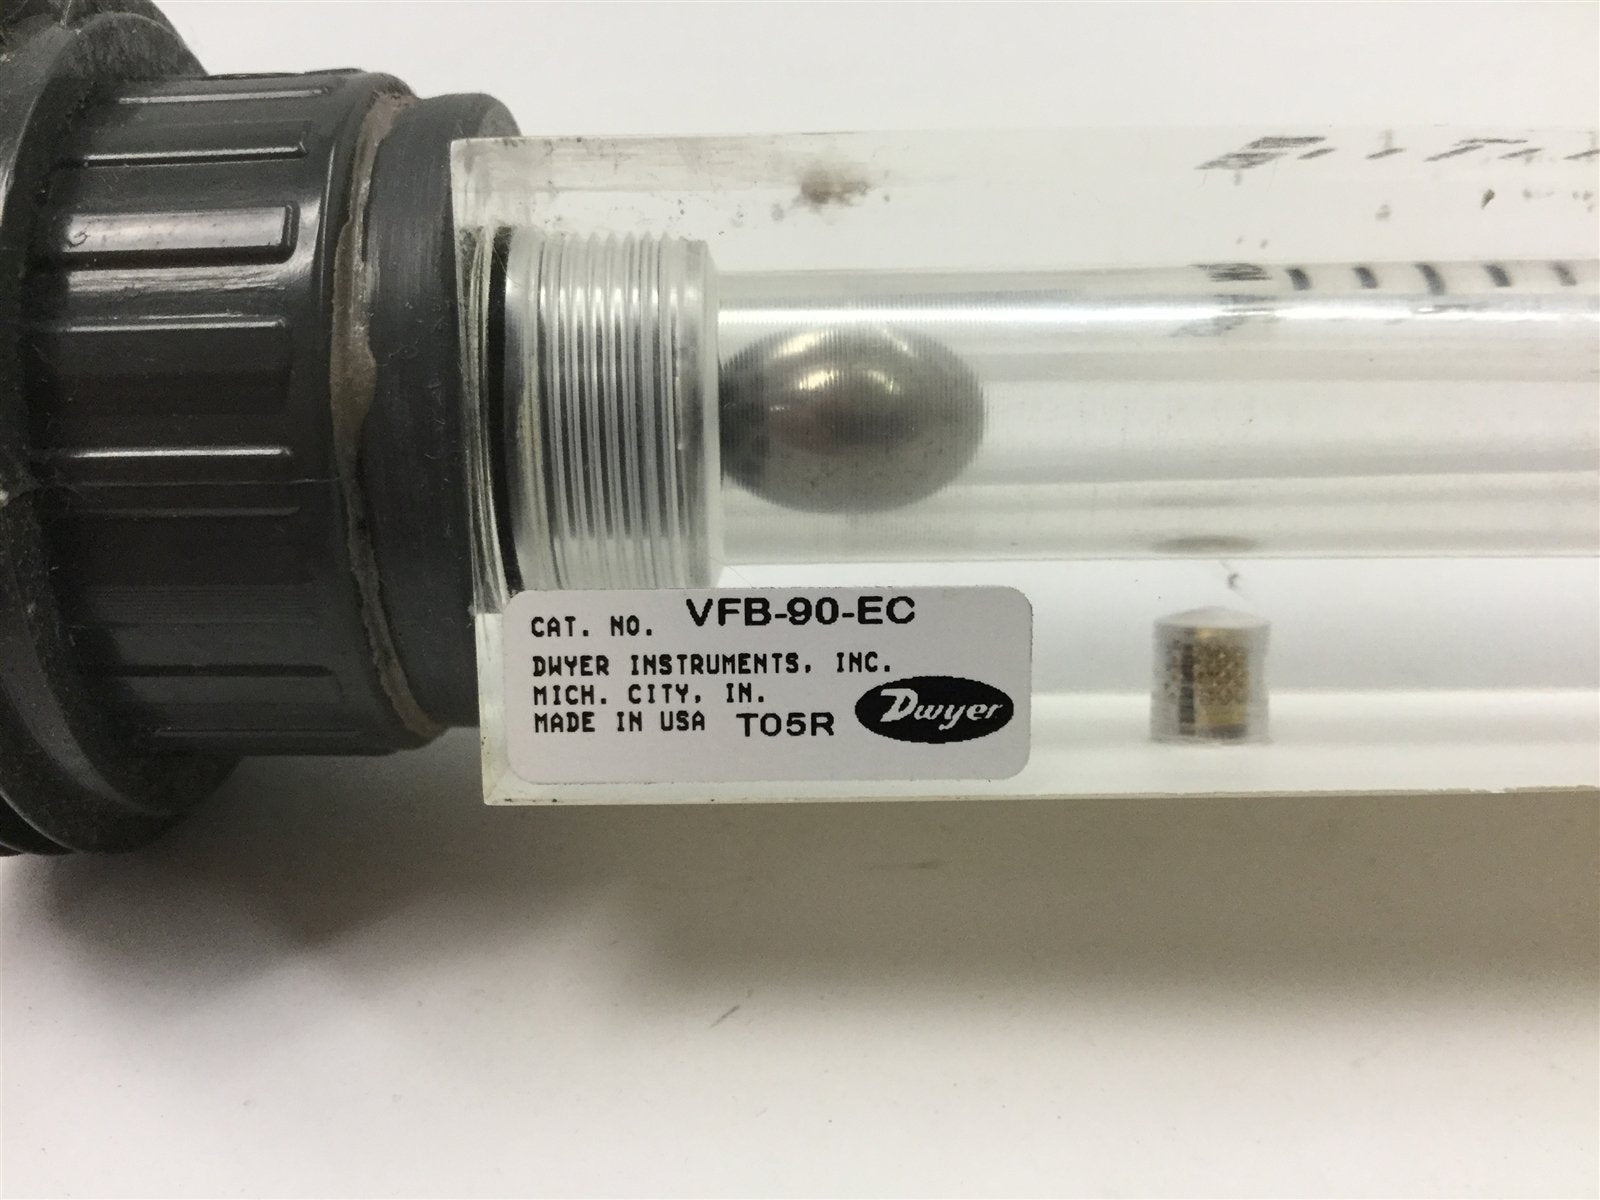 CAT. NO. VFB-90-EC
DWYER INSTRUMENTS, INC.
MICH. CITY, IN.
MADE IN USA T05R
Dwyer